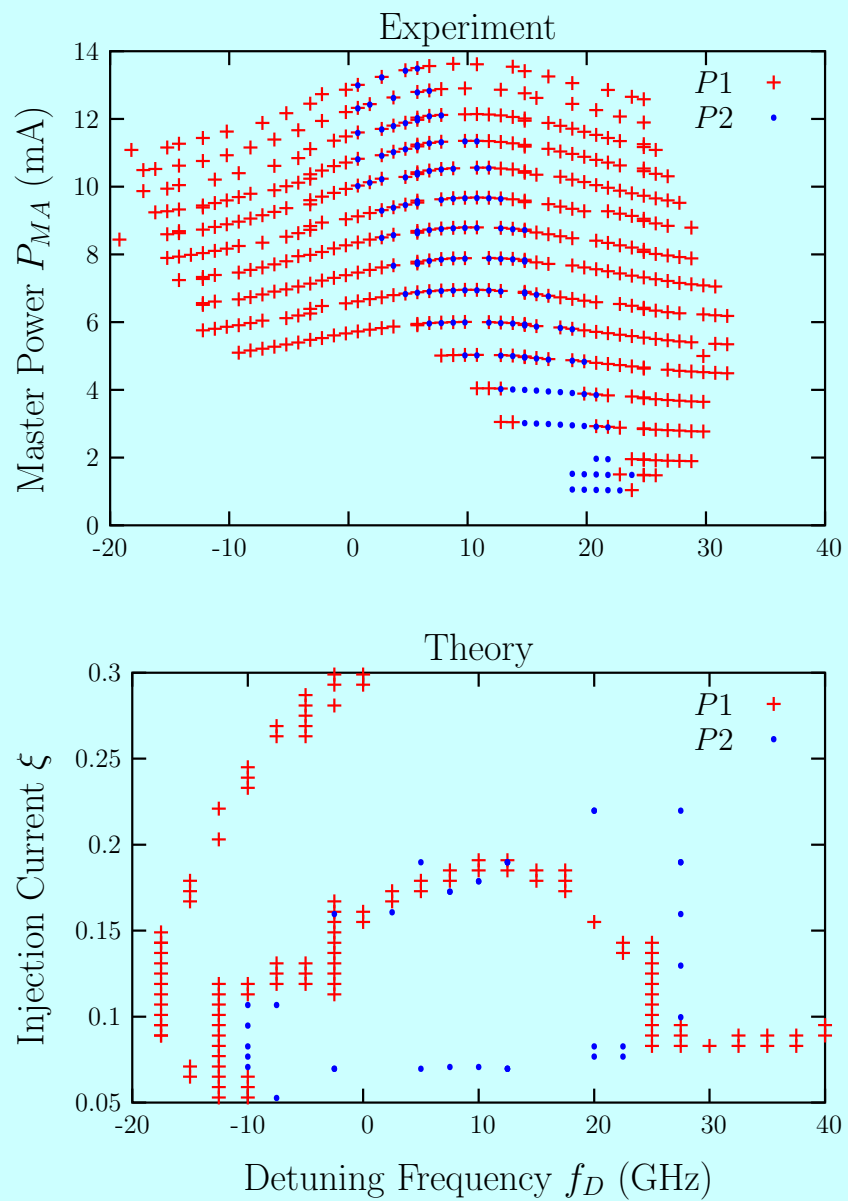 Experiment
14
12
10
8
6
4
2
0
-20 -10 0 10 20 30 40
Master Power P_{MA} (mA)
P1
P2
Theory
0.3
0.25
0.2
0.15
0.1
0.05
-20 -10 0 10 20 30 40
Injection Current ξ
P1
P2
Detuning Frequency f_D (GHz)